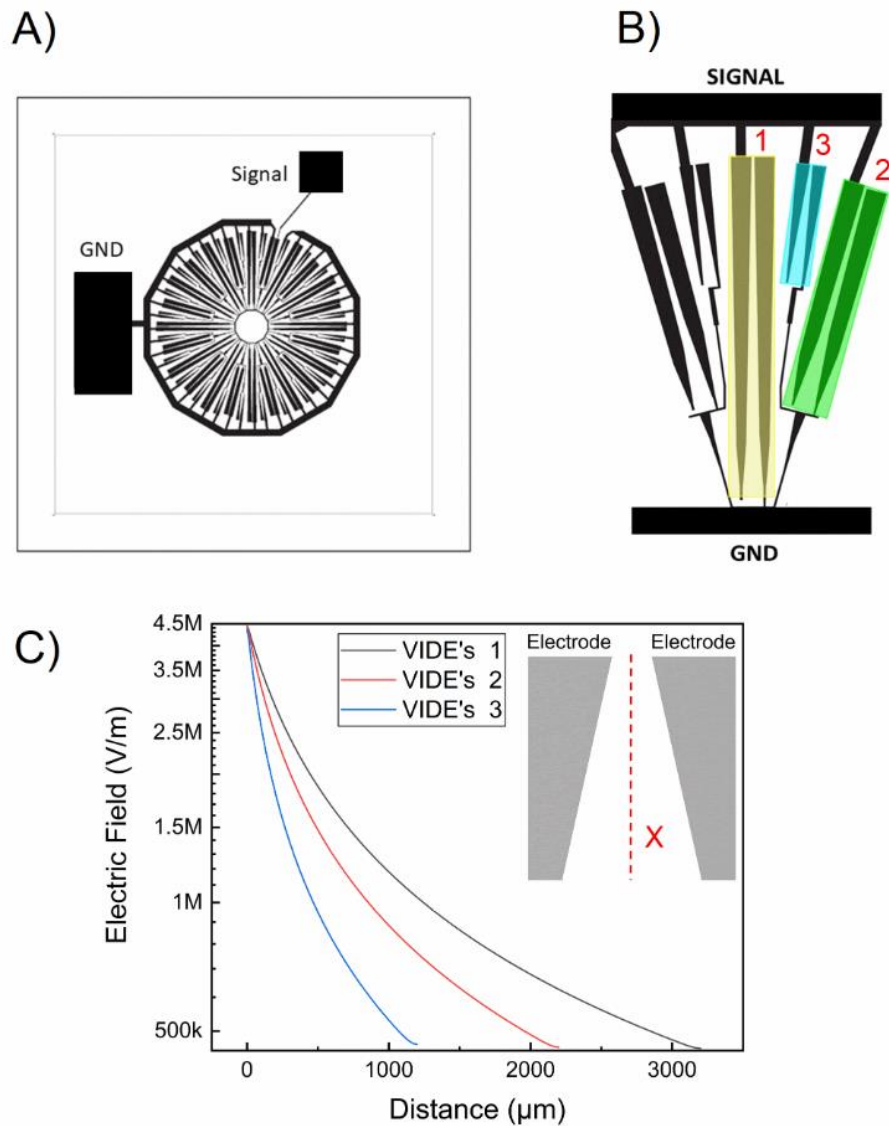 A)
Signal
GND
B)
SIGNAL
1
3
2
GND
C)
4.5M
3.5M
2.5M
1.5M
1M
500k
Electric Field (V/m)
VIDE's 1
VIDE's 2
VIDE's 3
Electrode Electrode
X
0 1000 2000 3000
Distance (µm)